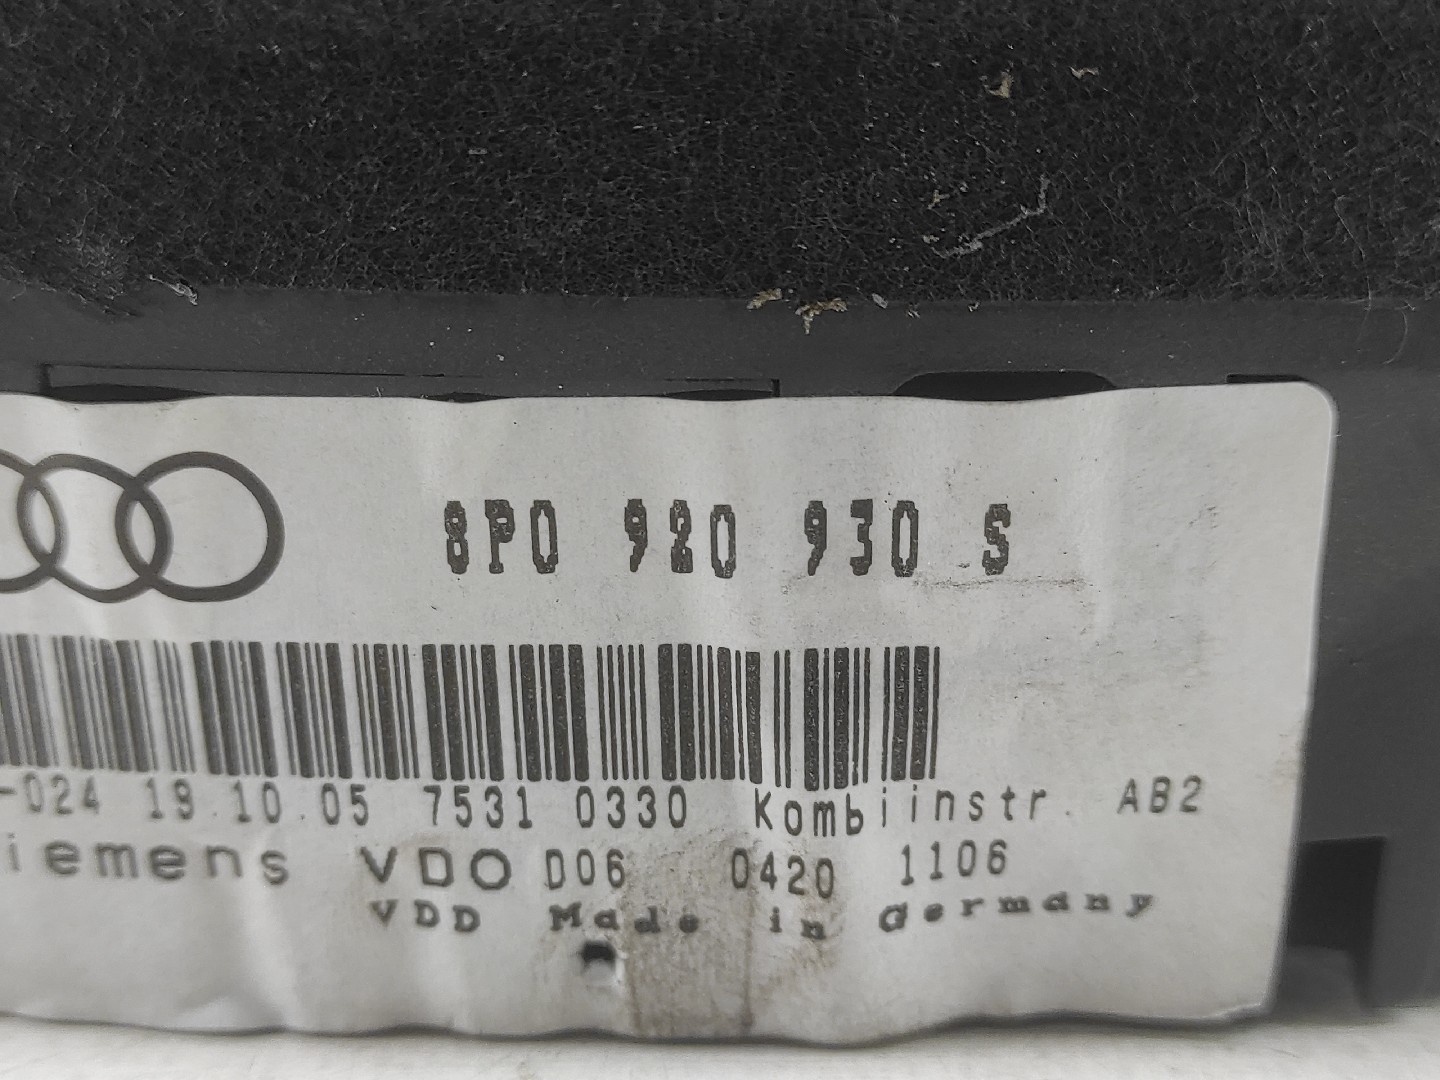 8P0 920 930 S
-024 19.10.05 7531 0330 Kombiinstr. AB2
iemens VDO D06 0420 1106
VDD Made in Germany